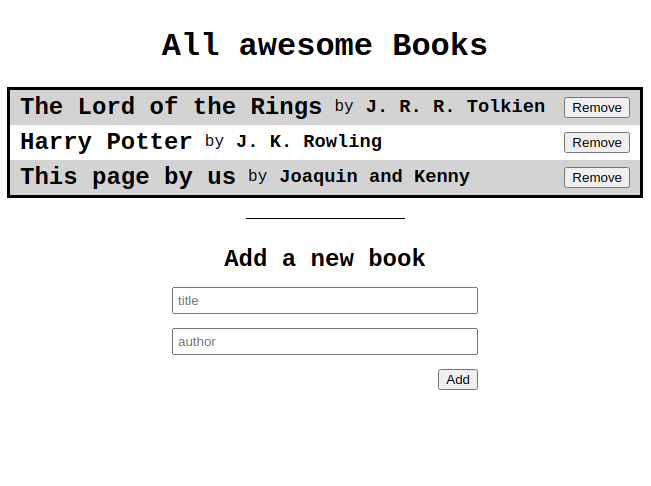 All awesome Books
The Lord of the Rings by J. R. R. Tolkien Remove
Harry Potter by J. K. Rowling Remove
This page by us by Joaquin and Kenny Remove
Add a new book
title
author
Add